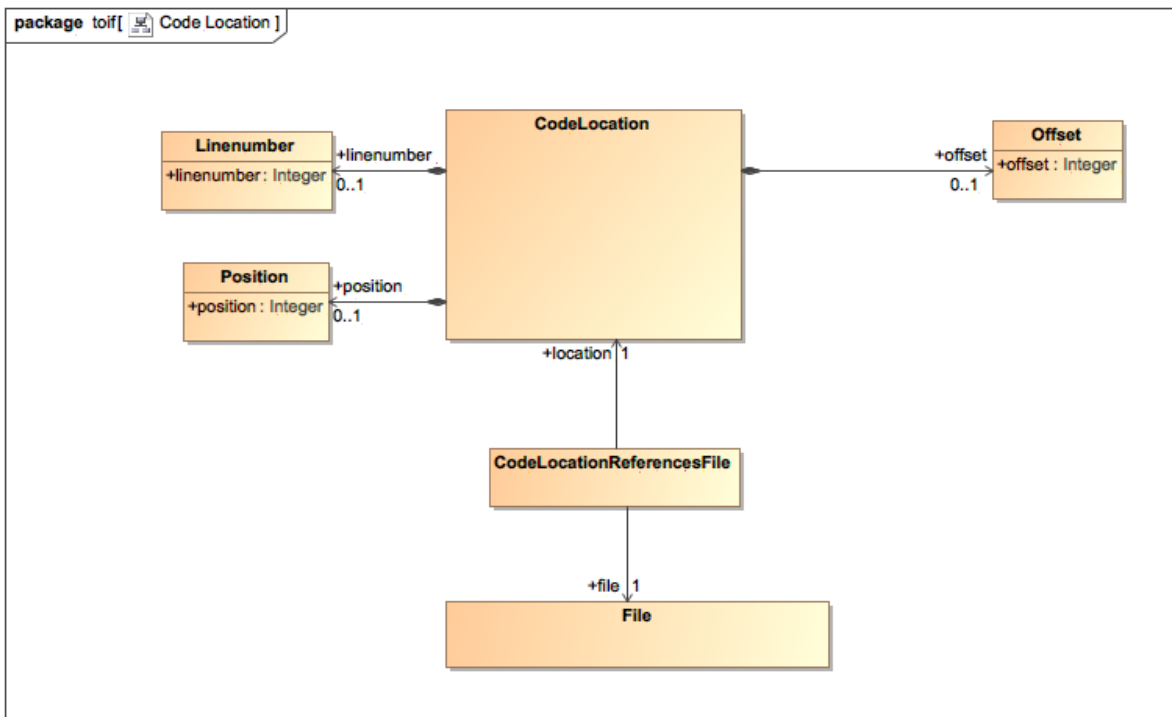 package toif[ Code Location ]
CodeLocation
Linenumber
+linenumber : Integer
+linenumber
0..1
+offset
0..1
Offset
+offset : Integer
Position
+position : Integer
+position
0..1
+location 1
CodeLocationReferencesFile
+file 1
File